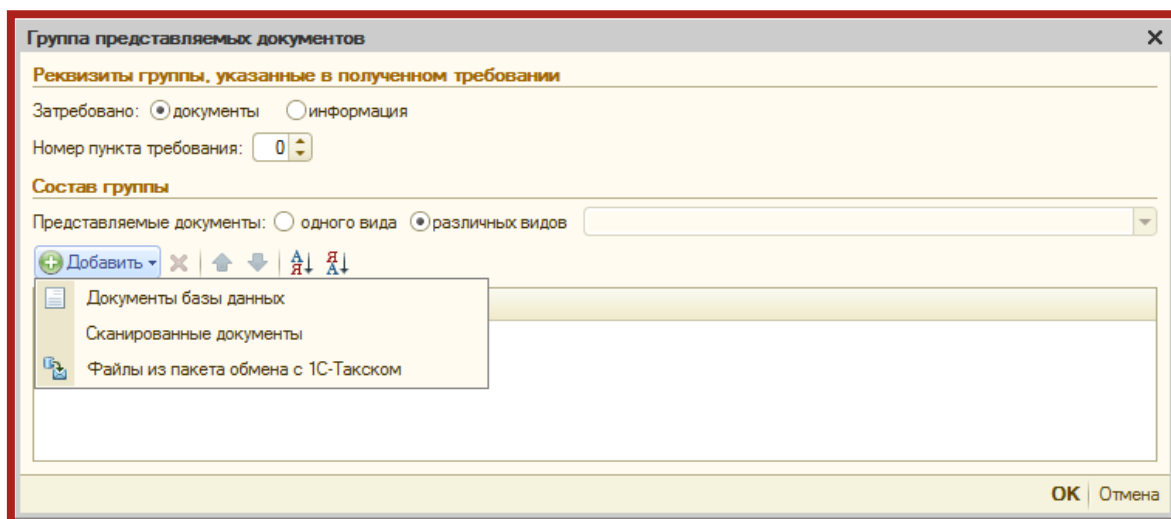 Группа представляемых документов
Реквизиты группы, указанные в полученном требовании
Затребовано: документы информация
Номер пункта требования: 0
Состав группы
Представляемые документы: одного вида различных видов
Добавить
Документы базы данных
Сканированные документы
Файлы из пакета обмена с 1С-Такском
ОК Отмена